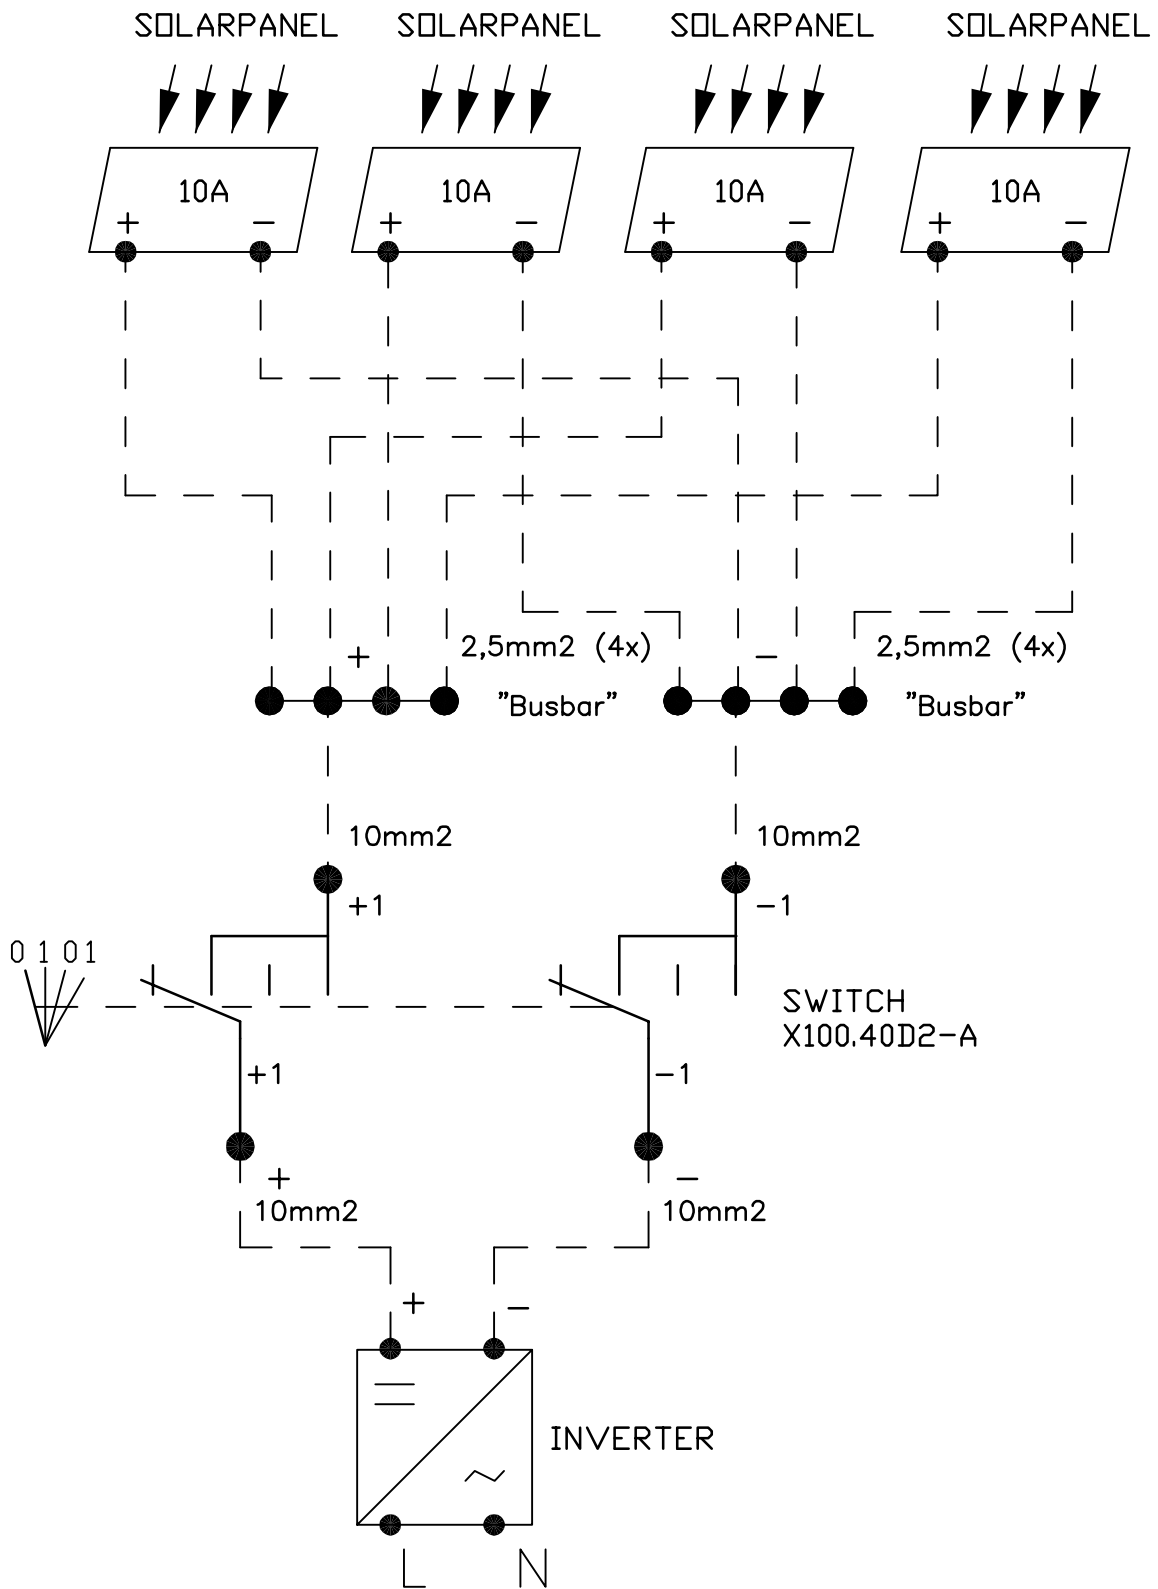 SOLARPANEL SOLARPANEL SOLARPANEL SOLARPANEL
10A 10A 10A 10A
+ − + − + − + −
+ 2,5mm2 (4x) − 2,5mm2 (4x)
"Busbar" "Busbar"
10mm2 10mm2
+1 −1
0 1 0 1
SWITCH
X100.40D2-A
+1 −1
+ −
10mm2 10mm2
+ −
INVERTER
L N